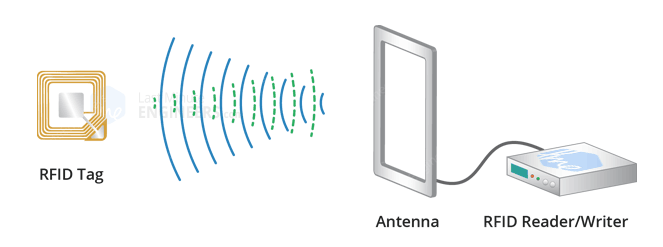 RFID Tag
Antenna
RFID Reader/Writer